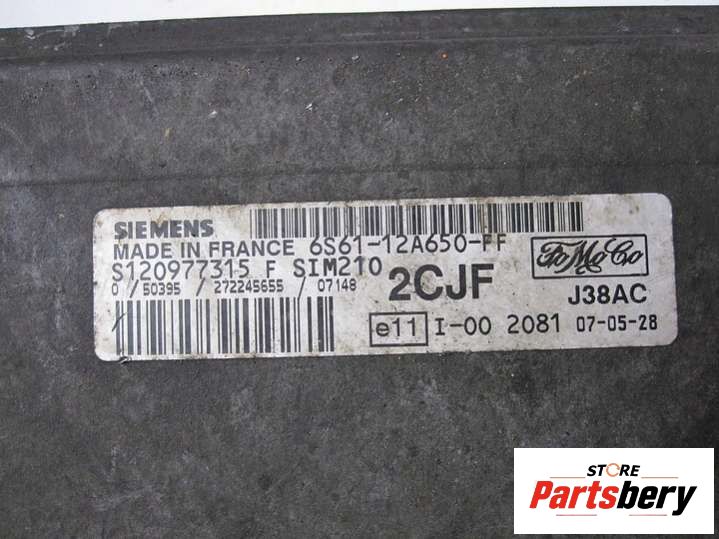 SIEMENS
MADE IN FRANCE 6S61-12A650-FF
S120977315 F SIM210
0 / 50395 / 272245655 / 07148
2CJF
FoMoCo
J38AC
e11 I-00 2081 07-05-28
STORE
Partsbery